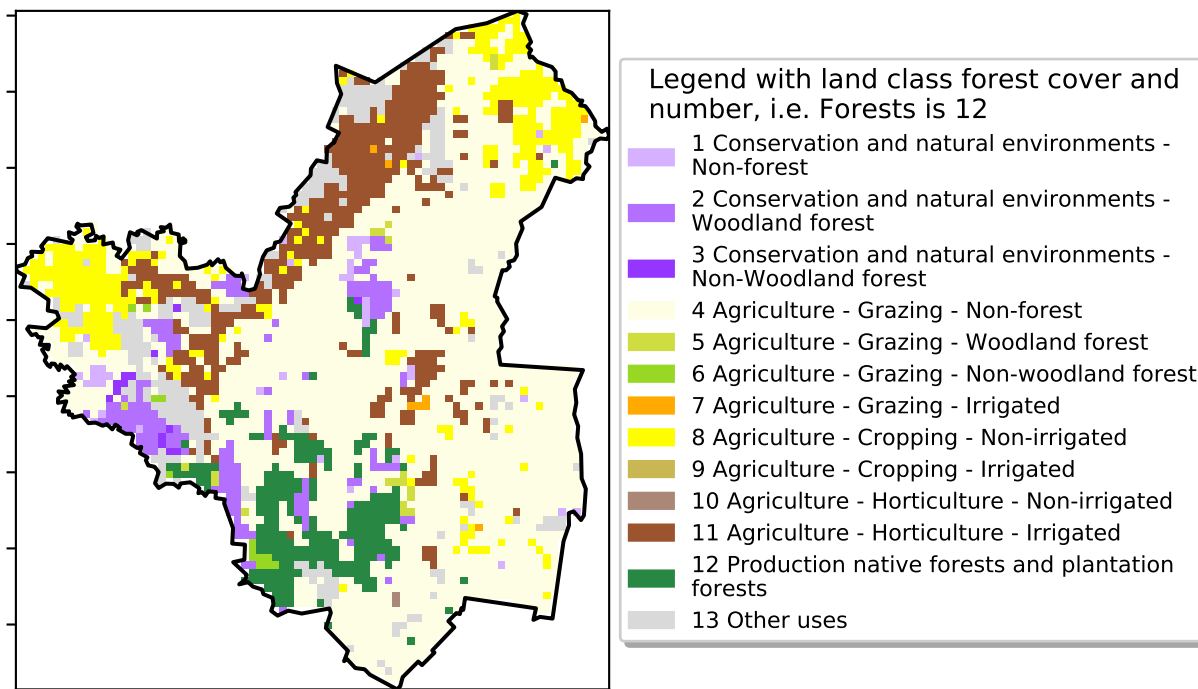 Legend with land class forest cover and
number, i.e. Forests is 12
1 Conservation and natural environments -
Non-forest
2 Conservation and natural environments -
Woodland forest
3 Conservation and natural environments -
Non-Woodland forest
4 Agriculture - Grazing - Non-forest
5 Agriculture - Grazing - Woodland forest
6 Agriculture - Grazing - Non-woodland forest
7 Agriculture - Grazing - Irrigated
8 Agriculture - Cropping - Non-irrigated
9 Agriculture - Cropping - Irrigated
10 Agriculture - Horticulture - Non-irrigated
11 Agriculture - Horticulture - Irrigated
12 Production native forests and plantation
forests
13 Other uses